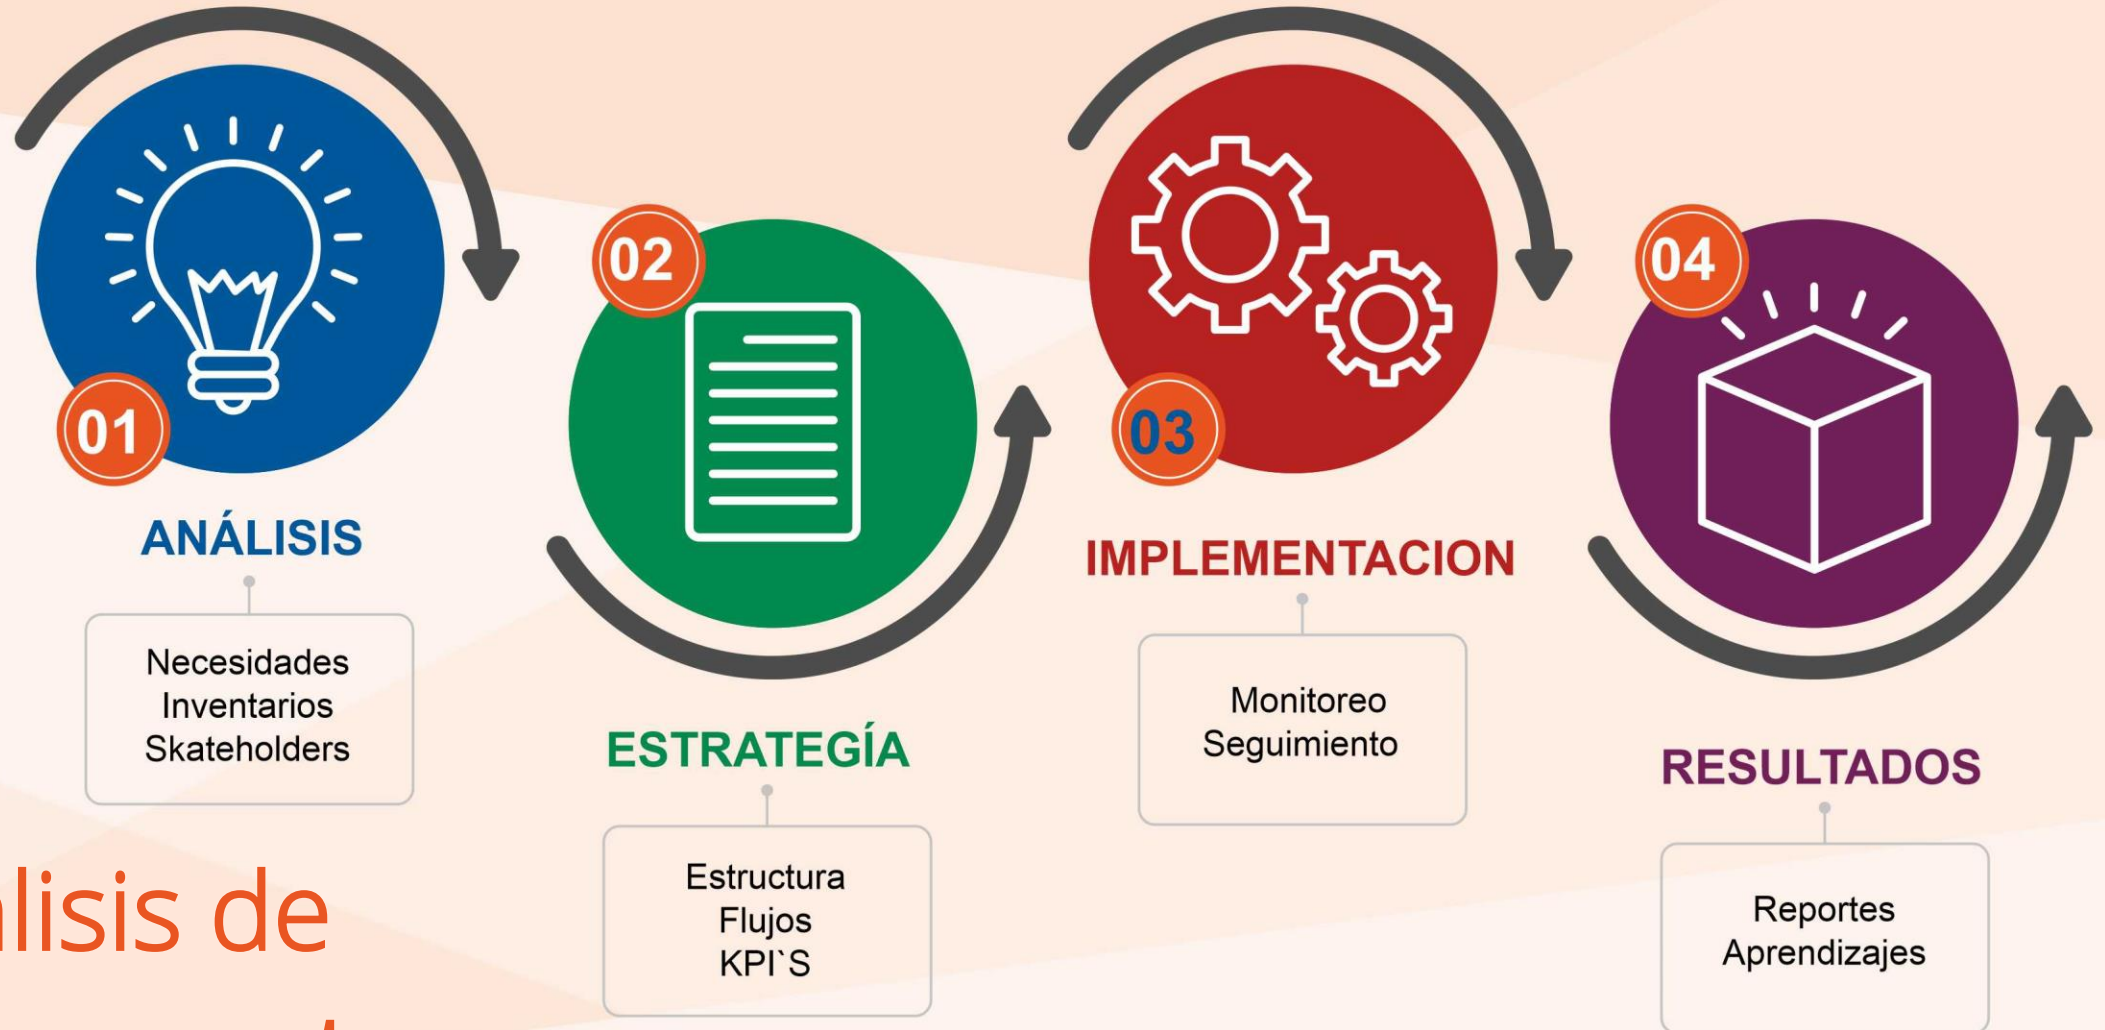 01
ANÁLISIS
Necesidades
Inventarios
Skateholders
02
ESTRATEGÍA
Estructura
Flujos
KPI`S
03
IMPLEMENTACION
Monitoreo
Seguimiento
04
RESULTADOS
Reportes
Aprendizajes
álisis de